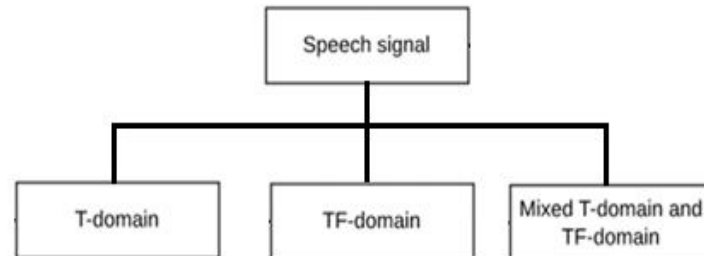 Speech signal
T-domain
TF-domain
Mixed T-domain and
TF-domain